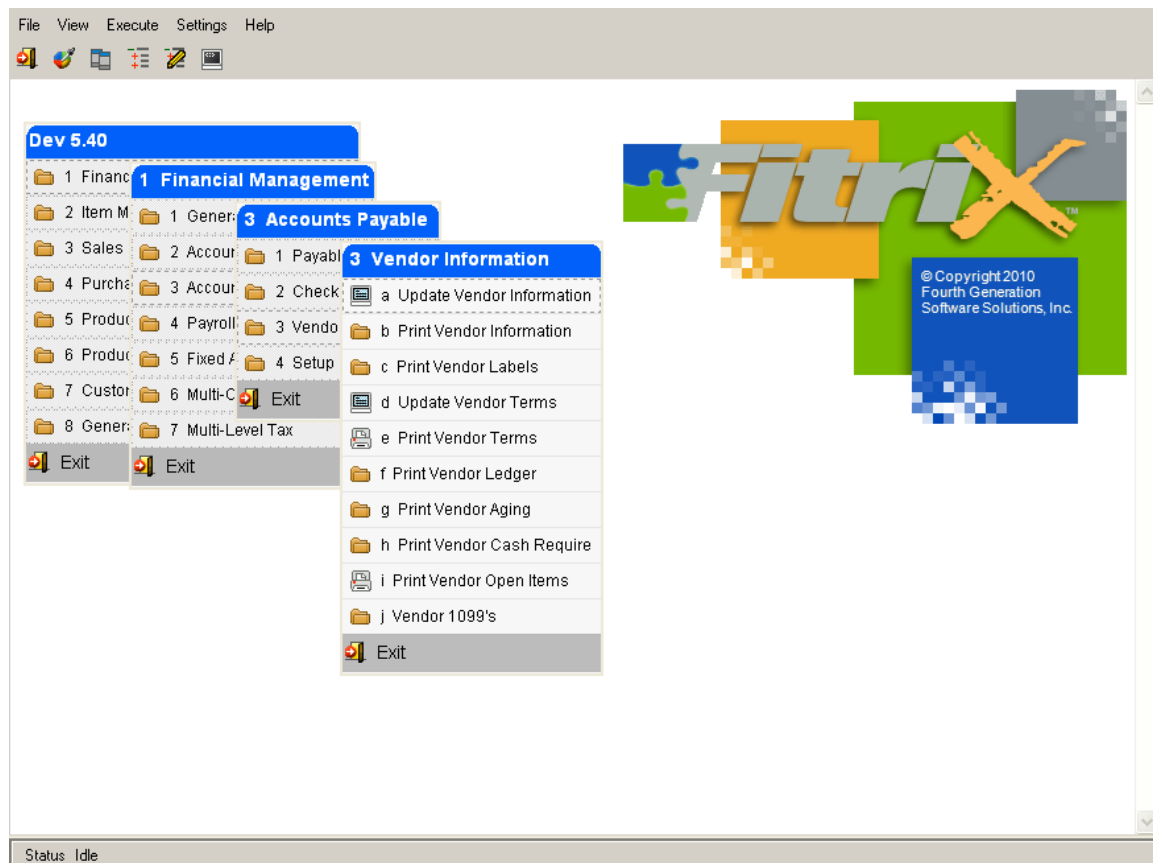 File View Execute Settings Help
Dev 5.40
1 Financ
2 Item M
3 Sales
4 Purcha
5 Produc
6 Produc
7 Custor
8 Genera
Exit
1 Financial Management
1 Genera
2 Accour
3 Accour
4 Payroll
5 Fixed A
6 Multi-C
7 Multi-Level Tax
Exit
3 Accounts Payable
1 Payabl
2 Check
3 Vendo
4 Setup
Exit
3 Vendor Information
a Update Vendor Information
b Print Vendor Information
c Print Vendor Labels
d Update Vendor Terms
e Print Vendor Terms
f Print Vendor Ledger
g Print Vendor Aging
h Print Vendor Cash Require
i Print Vendor Open Items
j Vendor 1099's
Exit
FitriX™
© Copyright 2010
Fourth Generation
Software Solutions, Inc.
Status Idle